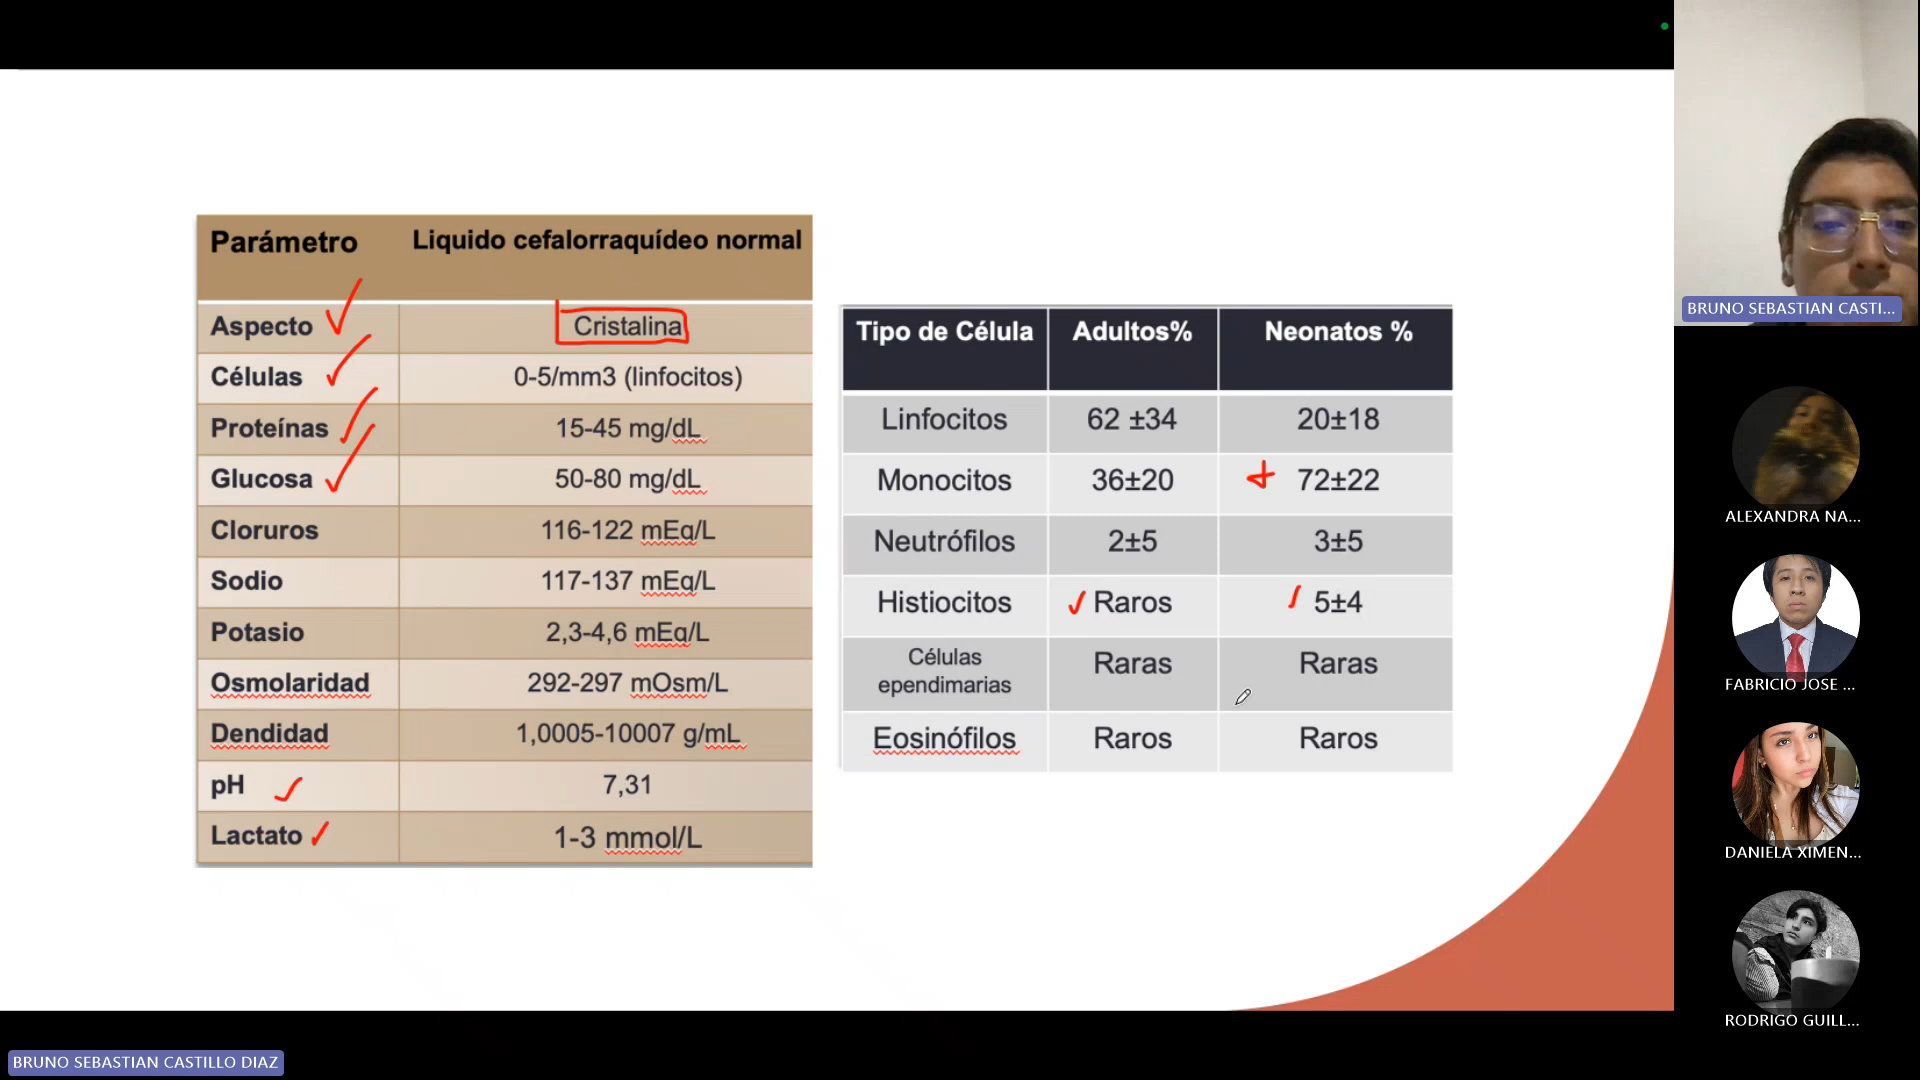 Parámetro Liquido cefalorraquídeo normal
Aspecto Cristalina
Células 0-5/mm3 (linfocitos)
Proteínas 15-45 mg/dL
Glucosa 50-80 mg/dL
Cloruros 116-122 mEq/L
Sodio 117-137 mEq/L
Potasio 2,3-4,6 mEq/L
Osmolaridad 292-297 mOsm/L
Dendidad 1,0005-10007 g/mL
pH 7,31
Lactato 1-3 mmol/L
Tipo de Célula Adultos% Neonatos %
Linfocitos 62 ±34 20±18
Monocitos 36±20 72±22
Neutrófilos 2±5 3±5
Histiocitos Raros 5±4
Células ependimarias Raras Raras
Eosinófilos Raros Raros
BRUNO SEBASTIAN CASTI...
ALEXANDRA NA...
FABRICIO JOSE ...
DANIELA XIMEN...
RODRIGO GUILL...
BRUNO SEBASTIAN CASTILLO DIAZ